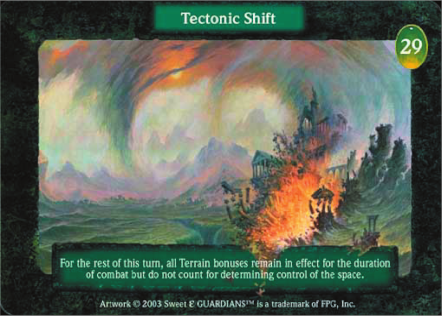 Tectonic Shift
29
For the rest of this turn, all Terrain bonuses remain in effect for the duration
of combat but do not count for determining control of the space.
Artwork © 2003 Sweet & GUARDIANS™ is a trademark of FPG, Inc.